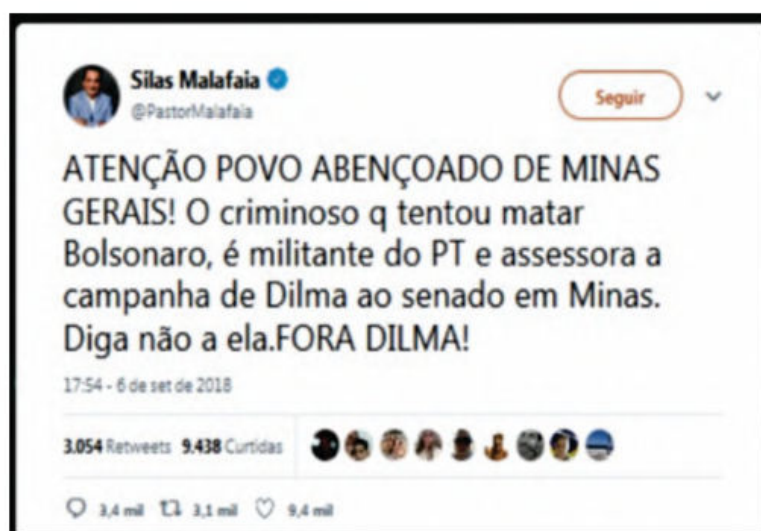 Silas Malafaia
@PastorMalafaia
Seguir
ATENÇÃO POVO ABENÇOADO DE MINAS
GERAIS! O criminoso q tentou matar
Bolsonaro, é militante do PT e assessora a
campanha de Dilma ao senado em Minas.
Diga não a ela.FORA DILMA!
17:54 - 6 de set de 2018
3.054 Retweets 9.438 Curtidas
3,4 mil 3,1 mil 9,4 mil